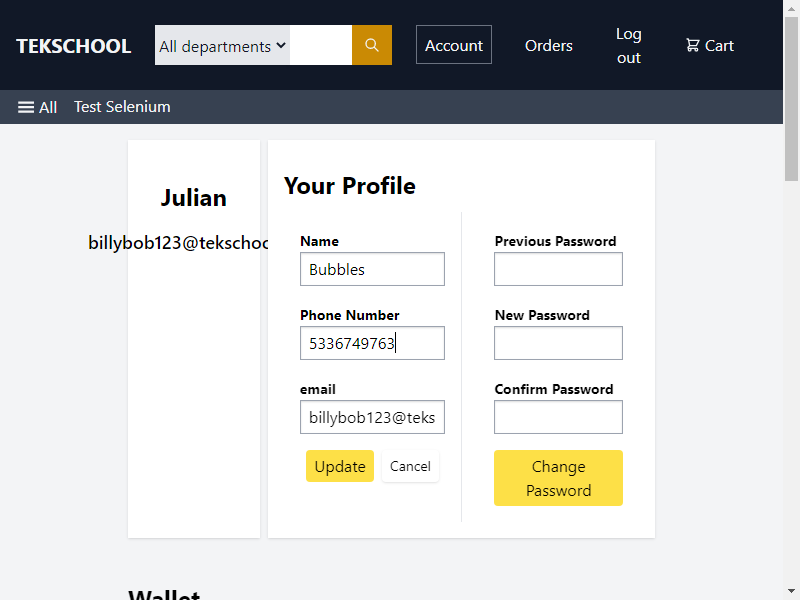 TEKSCHOOL
All departments
Account
Orders
Log out
Cart
All
Test Selenium
Julian
billybob123@tekschoo
Your Profile
Name
Bubbles
Phone Number
5336749763
email
billybob123@teks
Update
Cancel
Previous Password
New Password
Confirm Password
Change
Password
Wallet